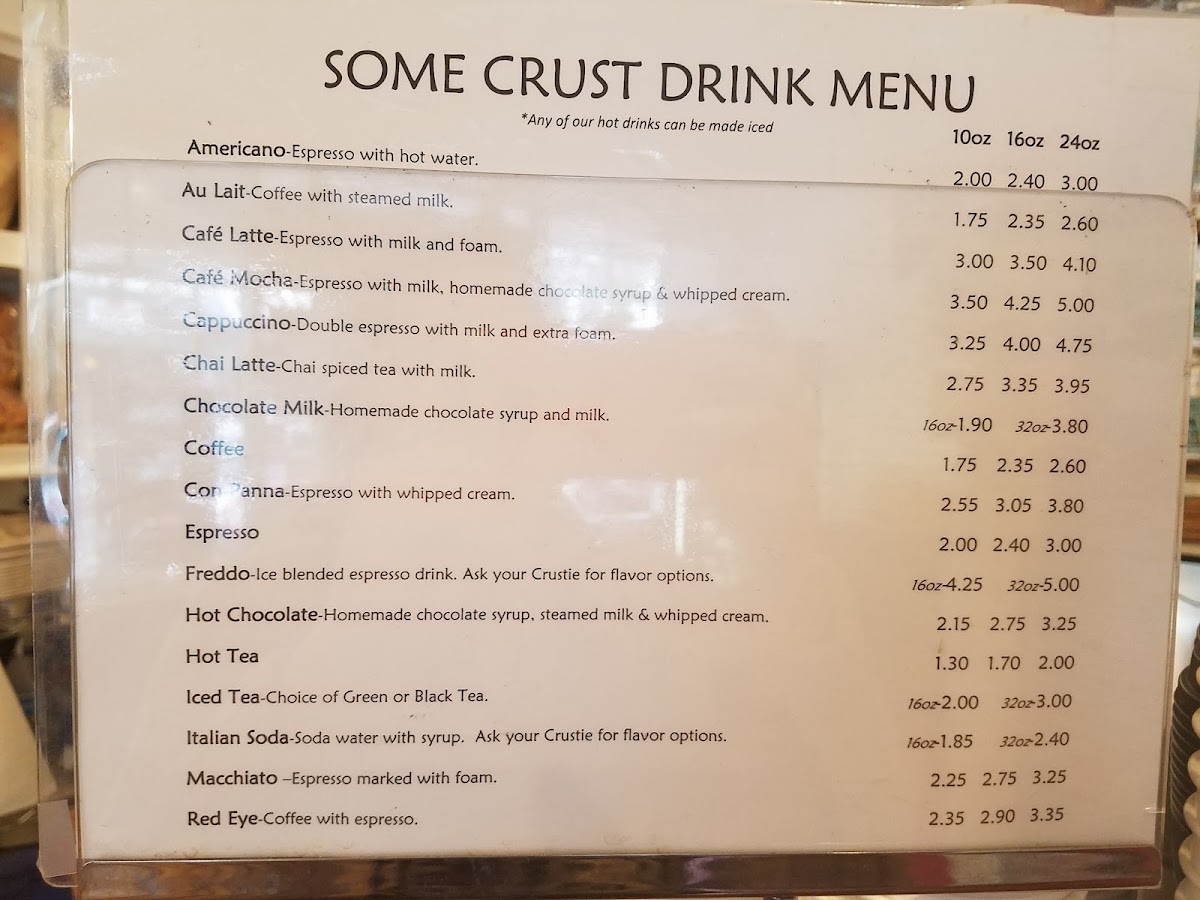 SOME CRUST DRINK MENU
*Any of our hot drinks can be made iced
10oz 16oz 24oz
Americano-Espresso with hot water. 2.00 2.40 3.00
Au Lait-Coffee with steamed milk. 1.75 2.35 2.60
Café Latte-Espresso with milk and foam. 3.00 3.50 4.10
Café Mocha-Espresso with milk, homemade chocolate syrup & whipped cream. 3.50 4.25 5.00
Cappuccino-Double espresso with milk and extra foam. 3.25 4.00 4.75
Chai Latte-Chai spiced tea with milk. 2.75 3.35 3.95
Chocolate Milk-Homemade chocolate syrup and milk. 16oz-1.90 32oz-3.80
Coffee 1.75 2.35 2.60
Con Panna-Espresso with whipped cream. 2.55 3.05 3.80
Espresso 2.00 2.40 3.00
Freddo-Ice blended espresso drink. Ask your Crustie for flavor options. 16oz-4.25 32oz-5.00
Hot Chocolate-Homemade chocolate syrup, steamed milk & whipped cream. 2.15 2.75 3.25
Hot Tea 1.30 1.70 2.00
Iced Tea-Choice of Green or Black Tea. 16oz-2.00 32oz-3.00
Italian Soda-Soda water with syrup. Ask your Crustie for flavor options. 16oz-1.85 32oz-2.40
Macchiato –Espresso marked with foam. 2.25 2.75 3.25
Red Eye-Coffee with espresso. 2.35 2.90 3.35